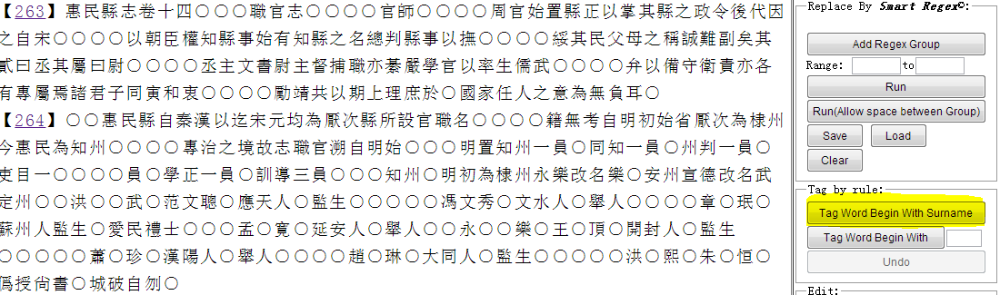 【263】惠民縣志卷十四○○○職官志○○○○官師○○○○周官始置縣正以掌其縣之政令後代因
之自宋○○○○以朝臣權知縣事始有知縣之名總判縣事以撫○○○○綏其民父母之稱誠難副矣其
貳曰丞其屬曰尉○○○○丞主文書尉主督捕職亦綦嚴學官以率生儒武○○○○弁以備守衛責亦各
有專屬焉諸君子同寅和衷○○○○勵靖共以期上理庶於○國家任人之意為無負耳○
【264】○○惠民縣自秦漢以迄宋元均為厭次縣所設官職名○○○○籍無考自明初始省厭次為棣州
今惠民為知州○○○○專治之境故志職官溯自明始○○○明置知州一員○同知一員○州判一員○
吏目一○○○○員○學正一員○訓導三員○○○知州○明初為棣州永樂改名樂○安州宣德改名武
定州○○洪○○武○范文聰○應天人○監生○○○○○馮文秀○文水人○舉人○○○○章○珉○
蘇州人監生○愛民禮士○○○孟○寬○延安人○舉人○○永○○樂○王○頂○開封人○監生
○○○○○蕭○珍○漢陽人○舉人○○○○趙○琳○大同人○監生○○○○○洪○熙○朱○恒○
僞授尙書○城破自刎○
Replace By Smart Regex©:
Add Regex Group
Range: to
Run
Run(Allow space between Group)
Save Load
Clear
Tag by rule:
Tag Word Begin With Surname
Tag Word Begin With
Undo
Edit: